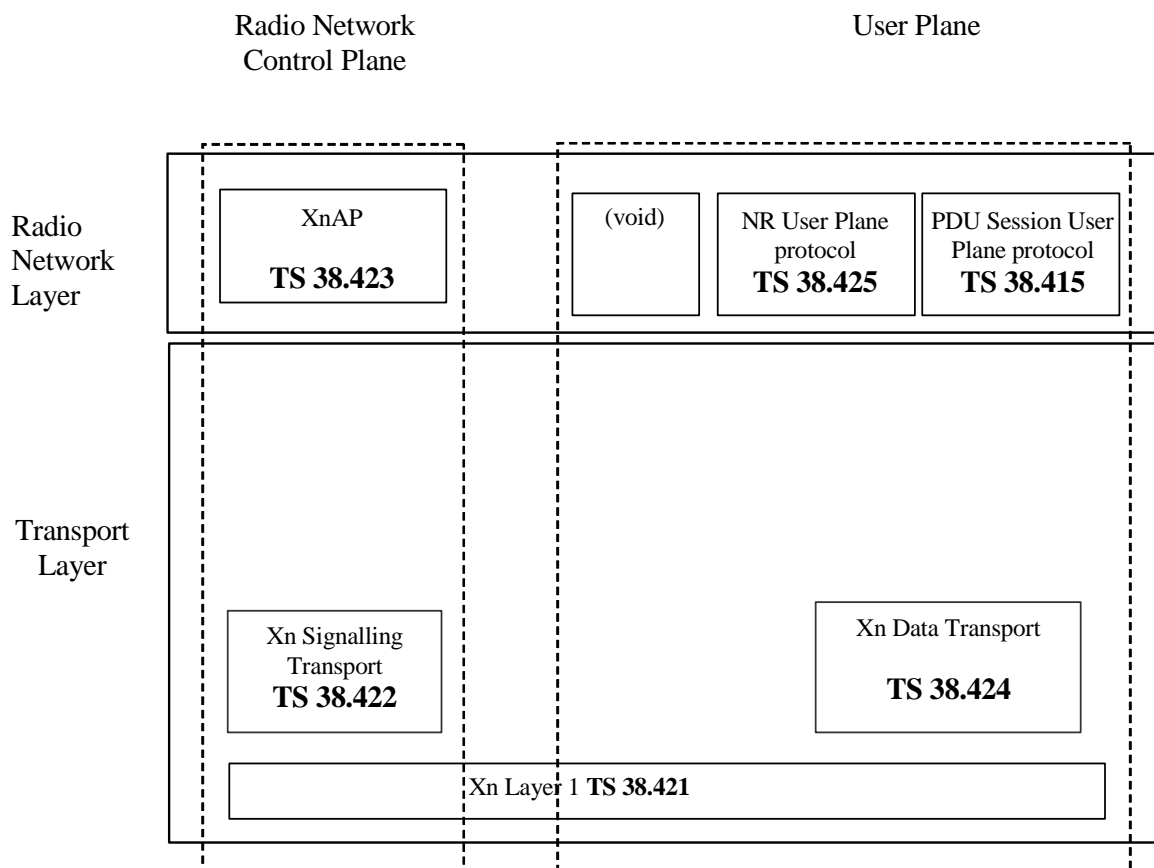 Radio Network
Control Plane
User Plane
Radio
Network
Layer
XnAP
TS 38.423
(void)
NR User Plane
protocol
TS 38.425
PDU Session User
Plane protocol
TS 38.415
Transport
Layer
Xn Signalling
Transport
TS 38.422
Xn Data Transport
TS 38.424
Xn Layer 1 TS 38.421